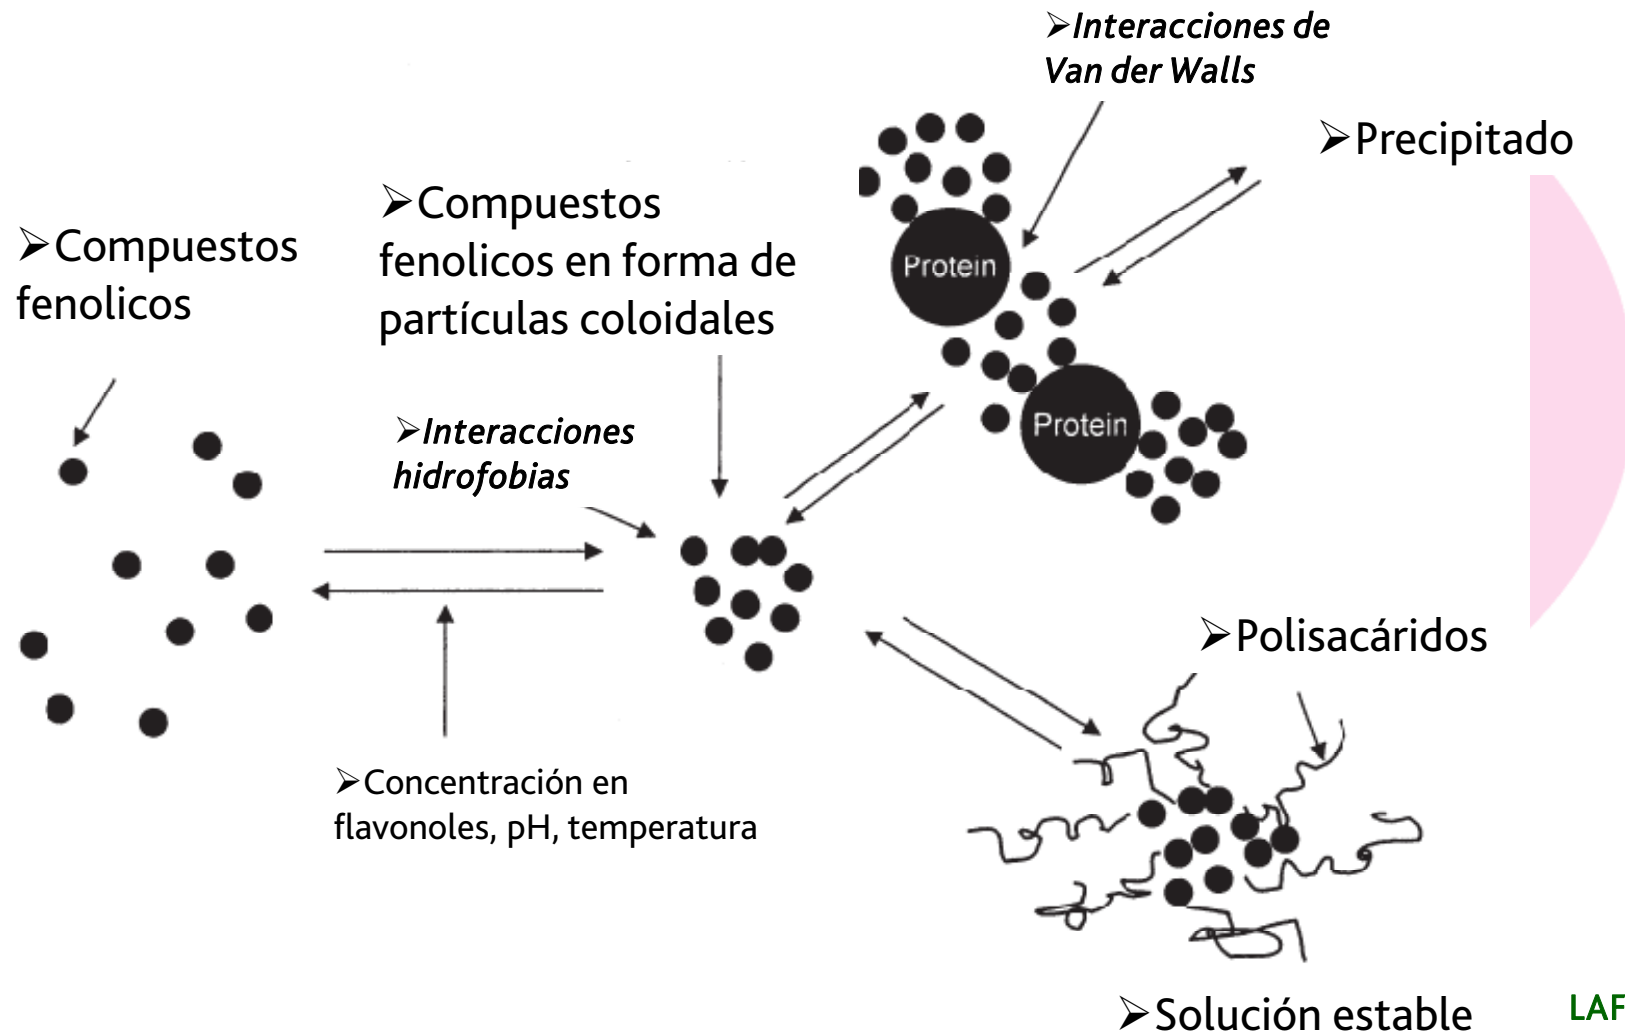 ➢Interacciones de
Van der Walls
➢Precipitado
➢Compuestos
fenolicos en forma de
partículas coloidales
➢Compuestos
fenolicos
Protein
➢Interacciones
hidrofobias
Protein
➢Polisacáridos
➢Concentración en
flavonoles, pH, temperatura
➢Solución estable
LAF